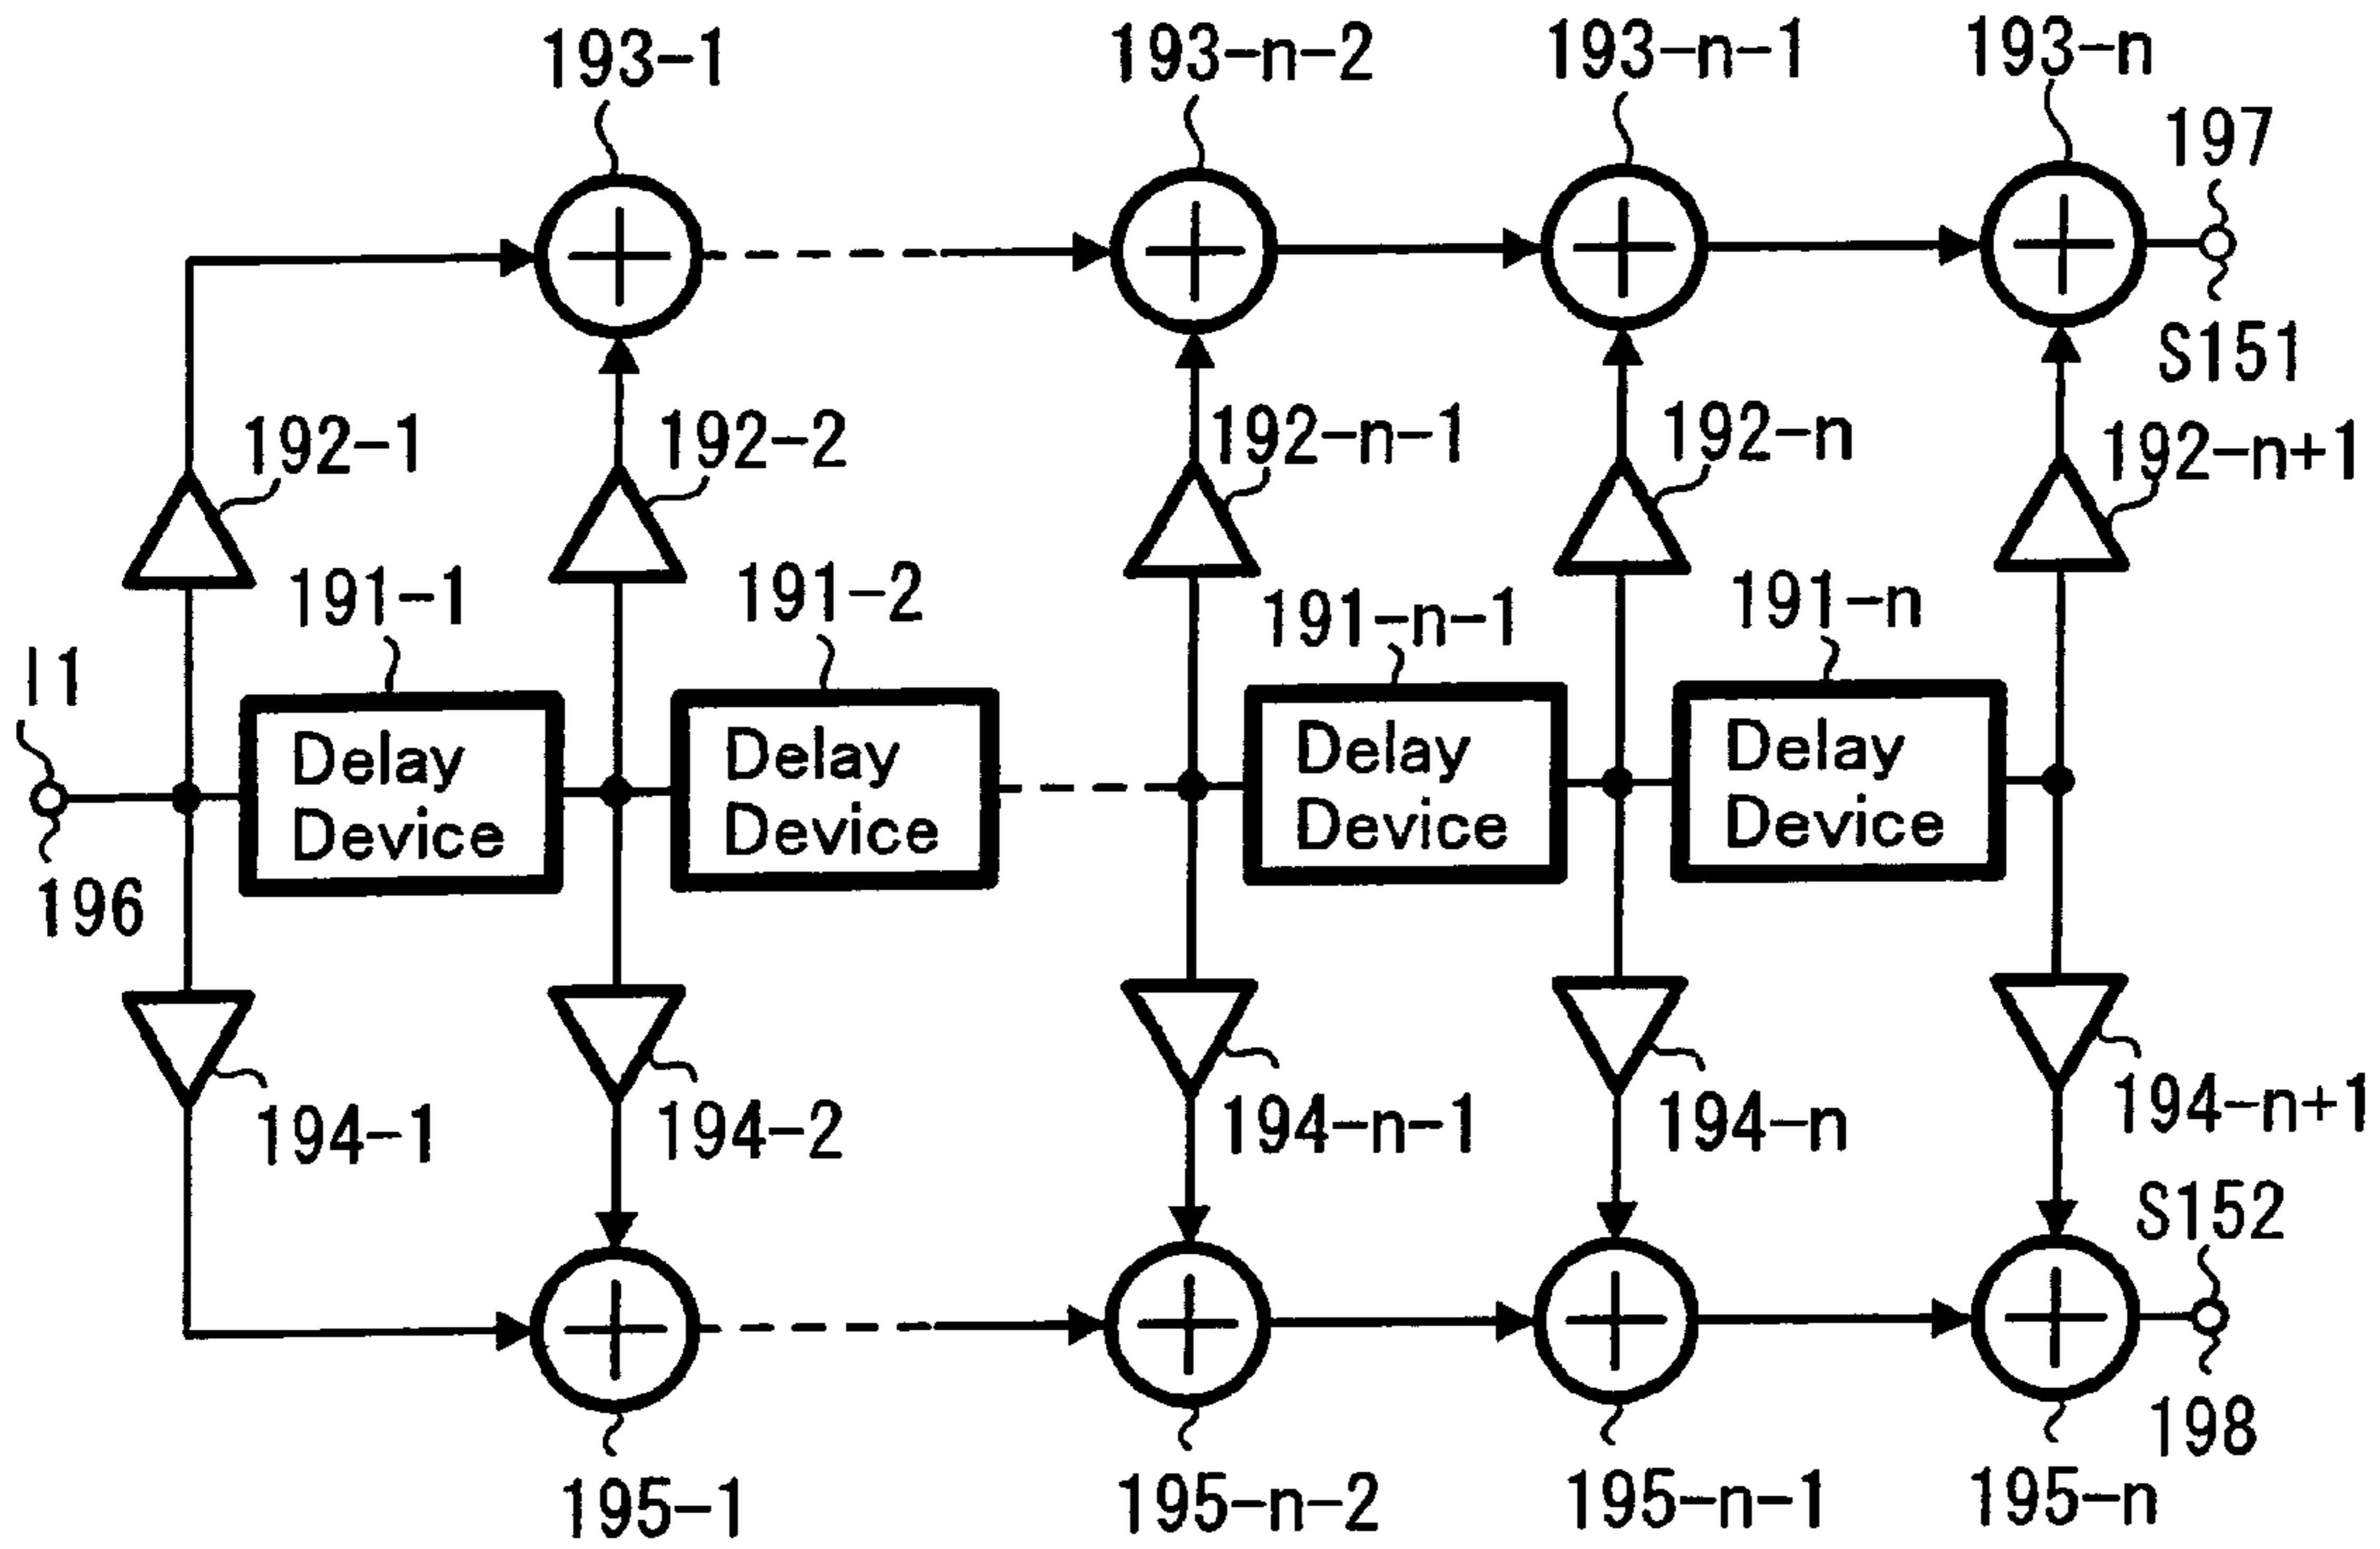 193-1
193-n-2
193-n-1
193-n
197
S151
192-1
192-2
192-n-1
192-n
192-n+1
191-1
191-2
191-n-1
191-n
I1
Delay
Device
Delay
Device
Delay
Device
Delay
Device
196
194-1
194-2
194-n-1
194-n
194-n+1
S152
198
195-1
195-n-2
195-n-1
195-n